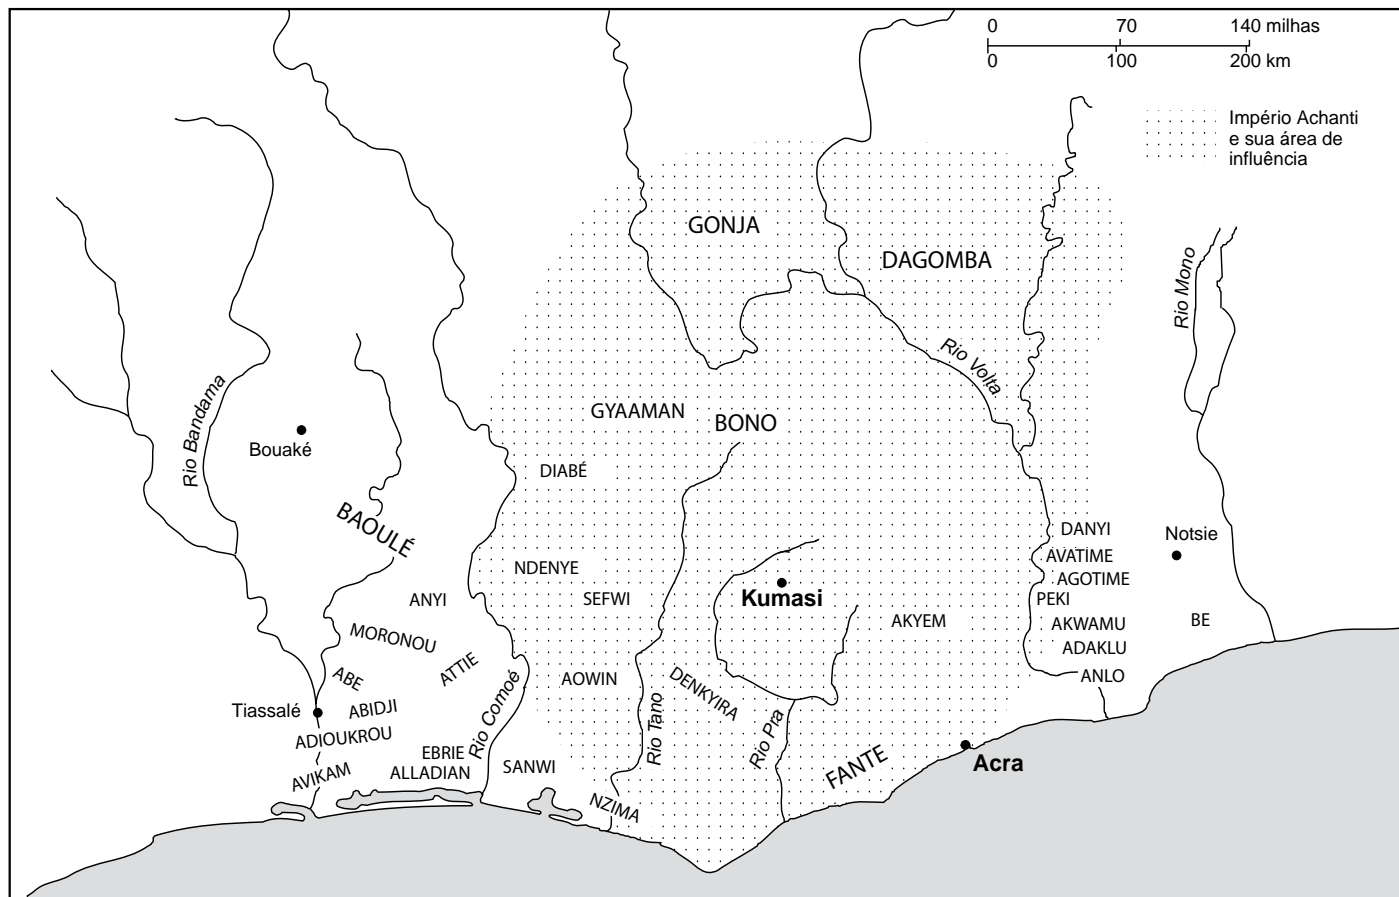 0 70 140 milhas
0 100 200 km
Império Achanti
e sua área de
influência
GONJA
DAGOMBA
Rio Mono
Rio Volta
Rio Bandama
GYAAMAN
BONO
Bouaké
DIABÉ
BAOULÉ
DANYI
Notsie
AVATIME
NDENYE
AGOTIME
Kumasi
ANYI
SEFWI
PEKI
AKYEM
AKWAMU
BE
MORONOU
ADAKLU
ATTIE
ABE
AOWIN
DENKYIRA
ANLO
Tiassalé
ABIDJI
Rio Comoé
Rio Tano
Rio Pra
ADIOUKROU
EBRIE
FANTE
Acra
AVIKAM
ALLADIAN
SANWI
NZIMA